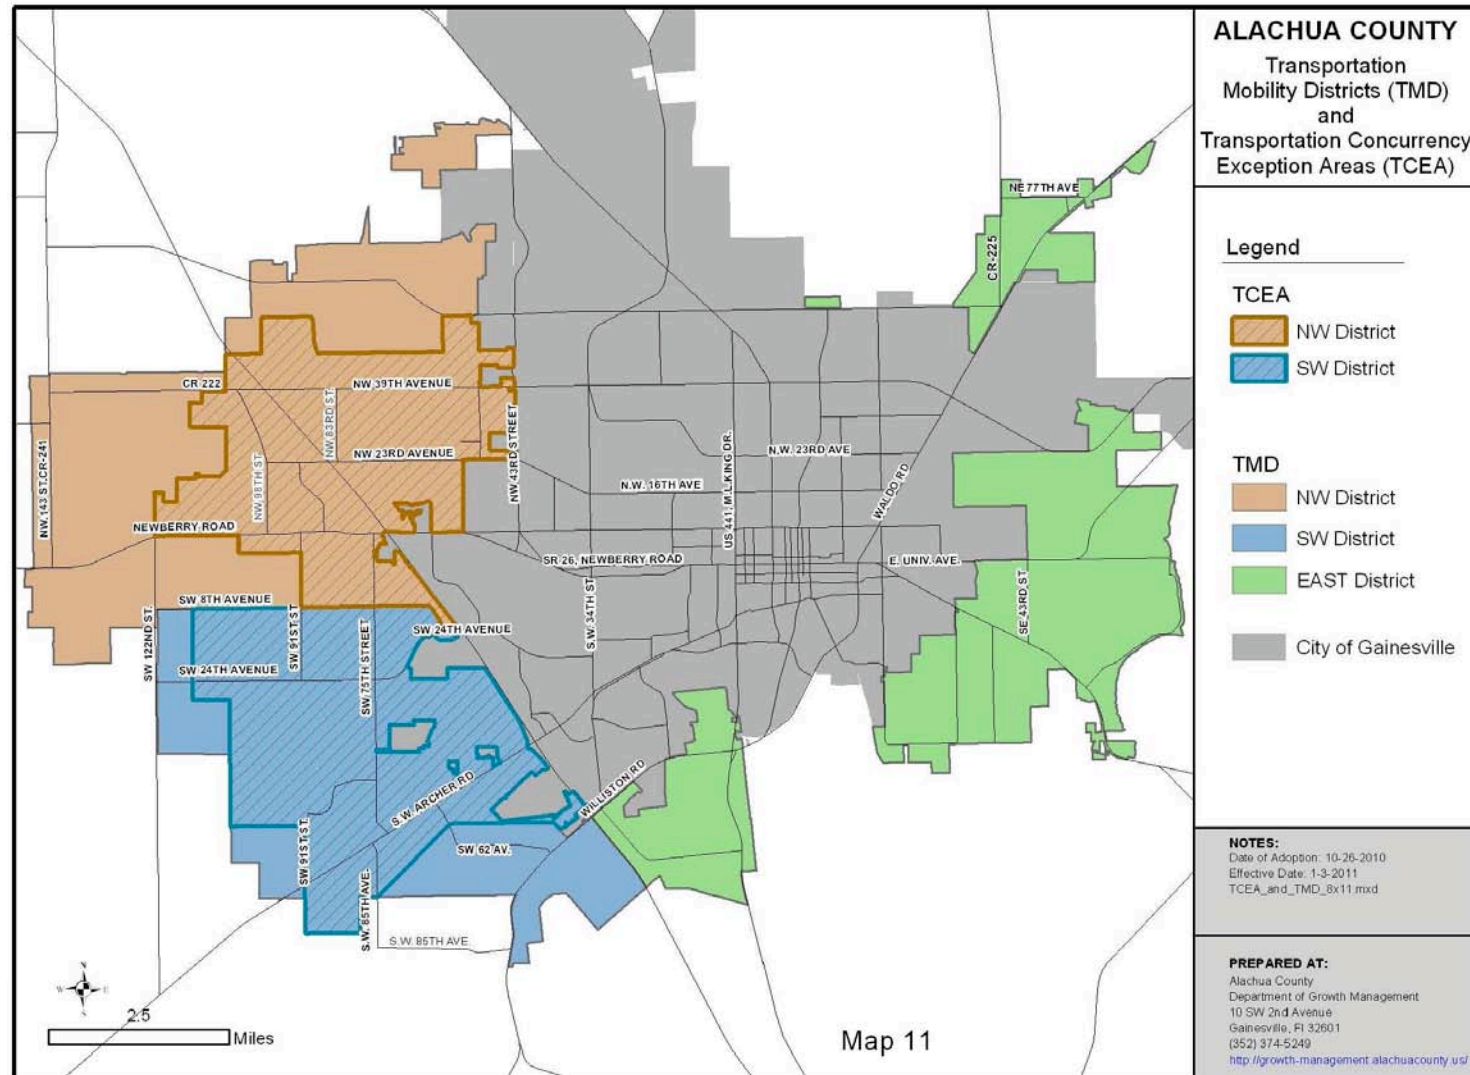 ALACHUA COUNTY
Transportation
Mobility Districts (TMD)
and
Transportation Concurrency
Exception Areas (TCEA)
Legend
TCEA
NW District
SW District
TMD
NW District
SW District
EAST District
City of Gainesville
NOTES:
Date of Adoption: 10-26-2010
Effective Date: 1-3-2011
TCEA_and_TMD_8x11.mxd
PREPARED AT:
Alachua County
Department of Growth Management
10 SW 2nd Avenue
Gainesville, Fl 32601
(352) 374-5249
http://growth-management.alachuacounty.us/
NE 77TH AVE
CR-225
CR-222
NW 39TH AVENUE
NW 83RD ST.
NW 143 ST.CR-241
NW 98TH ST.
NW 23RD AVENUE
NW 43RD STREET
N.W. 23RD AVE
N.W. 16TH AVE
US 441, M.L.KING DR.
WALDO RD
NEWBERRY ROAD
SR 26, NEWBERRY ROAD
E. UNIV. AVE.
S.W. 34TH ST.
SE 43RD ST.
SW 8TH AVENUE
SW 122ND ST.
SW 91ST ST
SW 75TH STREET
SW 24TH AVENUE
SW 24TH AVENUE
S.W. ARCHER RD
WILLISTON RD
SW 62 AV.
SW 91ST ST.
S.W. 85TH AVE.
S.W. 85TH AVE
N
W
E
S
2.5
Miles
Map 11